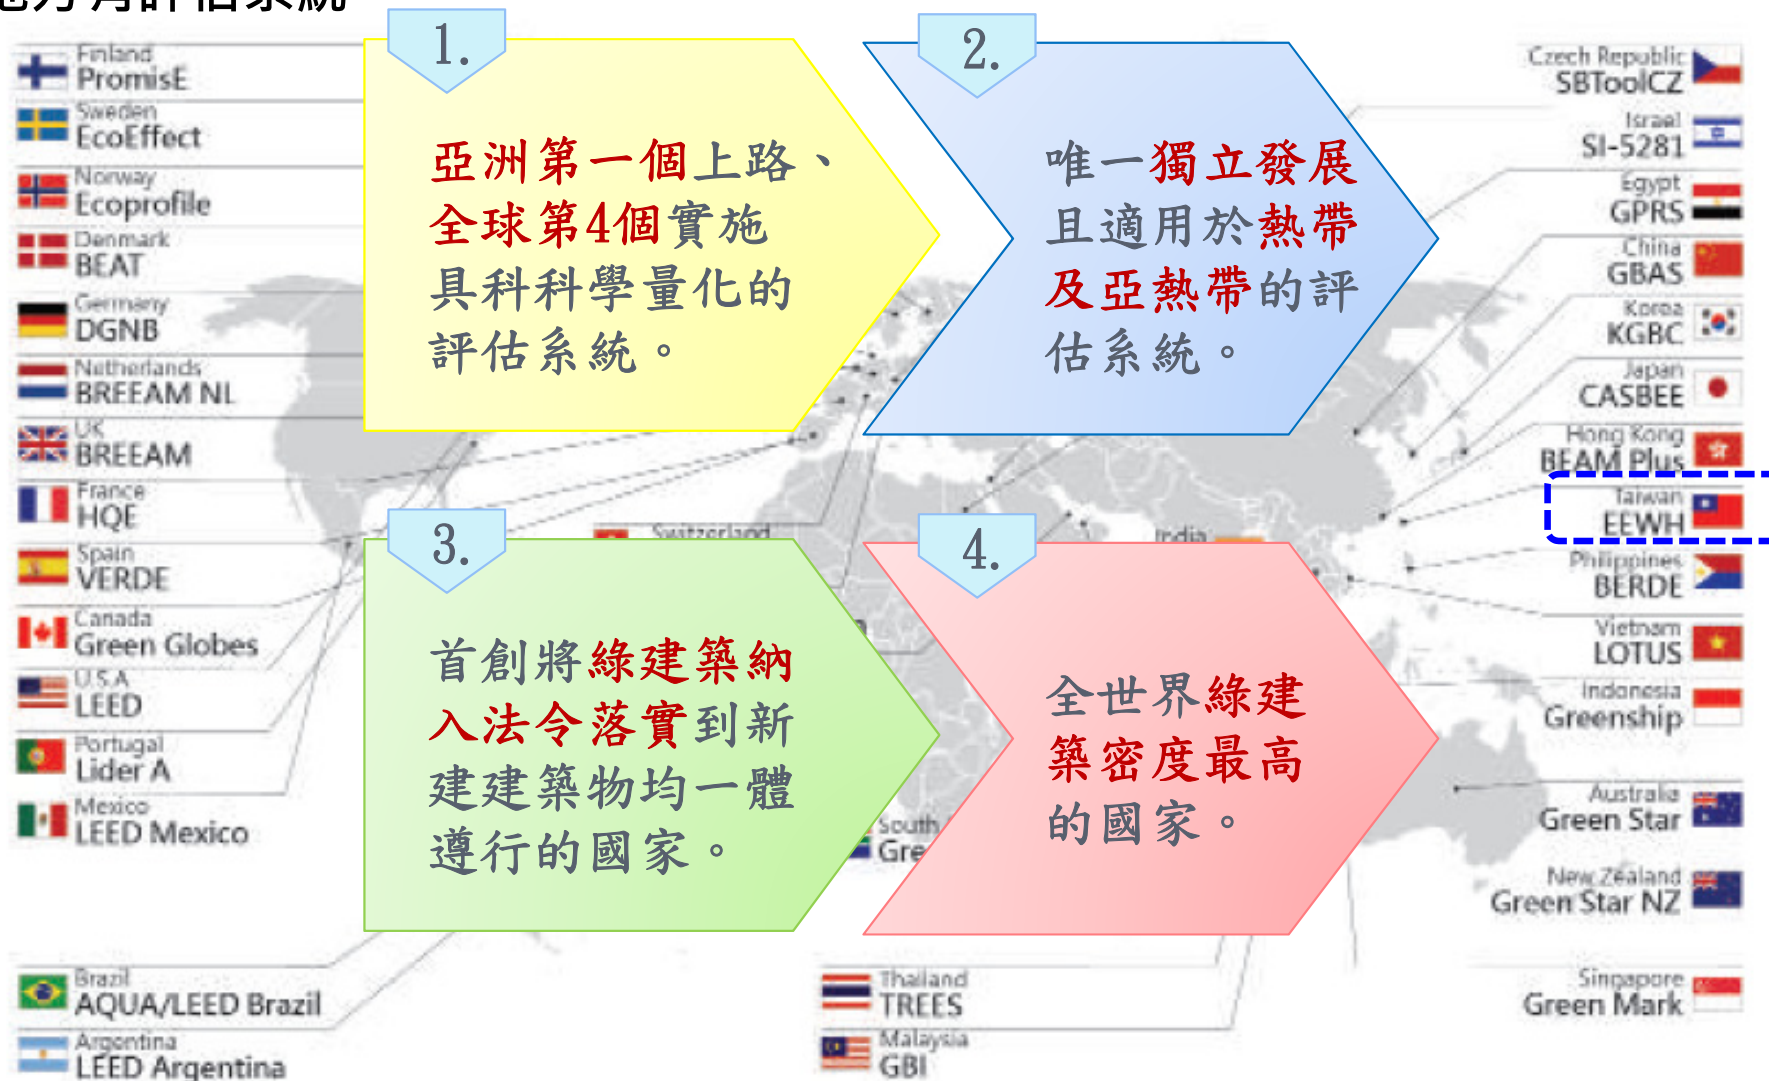 有評估系統
Finland
PromisE
Sweden
EcoEffect
Norway
Ecoprofile
Denmark
BEAT
Germany
DGNB
Netherlands
BREEAM NL
UK
BREEAM
France
HQE
Spain
VERDE
Canada
Green Globes
U.S.A
LEED
Portugal
Lider A
Mexico
LEED Mexico
Brazil
AQUA/LEED Brazil
Argentina
LEED Argentina
1.
亞洲第一個上路、
全球第4個實施
具科科學量化的
評估系統。
2.
唯一獨立發展
且適用於熱帶
及亞熱帶的評
估系統。
3.
首創將綠建築納
入法令落實到新
建建築物均一體
遵行的國家。
4.
全世界綠建
築密度最高
的國家。
Switzerland
India
South
Gre
Thailand
TREES
Malaysia
GBI
Czech Republic
SBToolCZ
Israel
SI-5281
Egypt
GPRS
China
GBAS
Korea
KGBC
Japan
CASBEE
Hong Kong
BEAM Plus
Taiwan
EEWH
Philippines
BERDE
Vietnam
LOTUS
Indonesia
Greenship
Australia
Green Star
New Zealand
Green Star NZ
Singapore
Green Mark